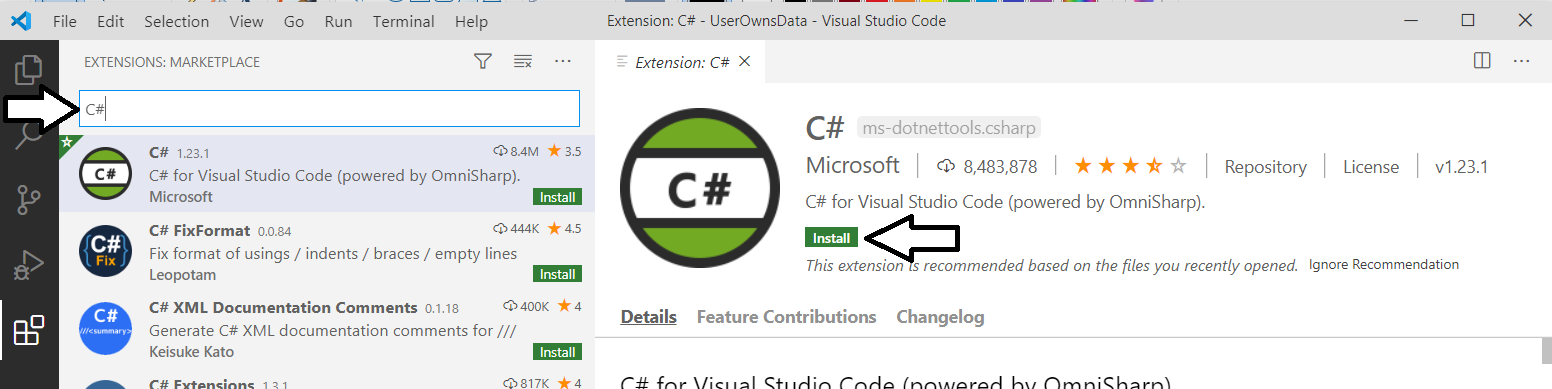 File Edit Selection View Go Run Terminal Help
Extension: C# - UserOwnsData - Visual Studio Code
EXTENSIONS: MARKETPLACE
C#
C# 1.23.1 8.4M 3.5
C# for Visual Studio Code (powered by OmniSharp).
Microsoft Install
C#
C# FixFormat 0.0.84 444K 4.5
Fix format of usings / indents / braces / empty lines
Leopotam Install
{C#}
Fix
C# XML Documentation Comments 0.1.18 400K 4
Generate C# XML documentation comments for ///
Keisuke Kato Install
C#
///<summary>
C# Extensions 1.3.1 817K 4
Extension: C#
C#
C# ms-dotnettools.csharp
Microsoft 8,483,878 Repository License v1.23.1
C# for Visual Studio Code (powered by OmniSharp).
Install
This extension is recommended based on the files you recently opened. Ignore Recommendation
Details Feature Contributions Changelog
C# for Visual Studio Code (powered by OmniSharp)